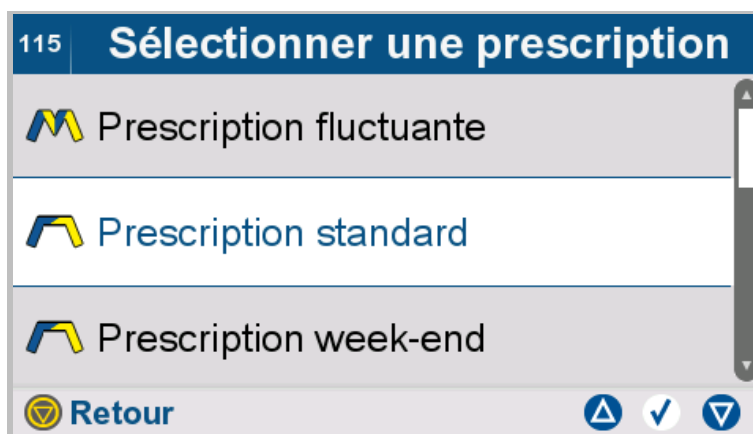 115 Sélectionner une prescription
Prescription fluctuante
Prescription standard
Prescription week-end
Retour